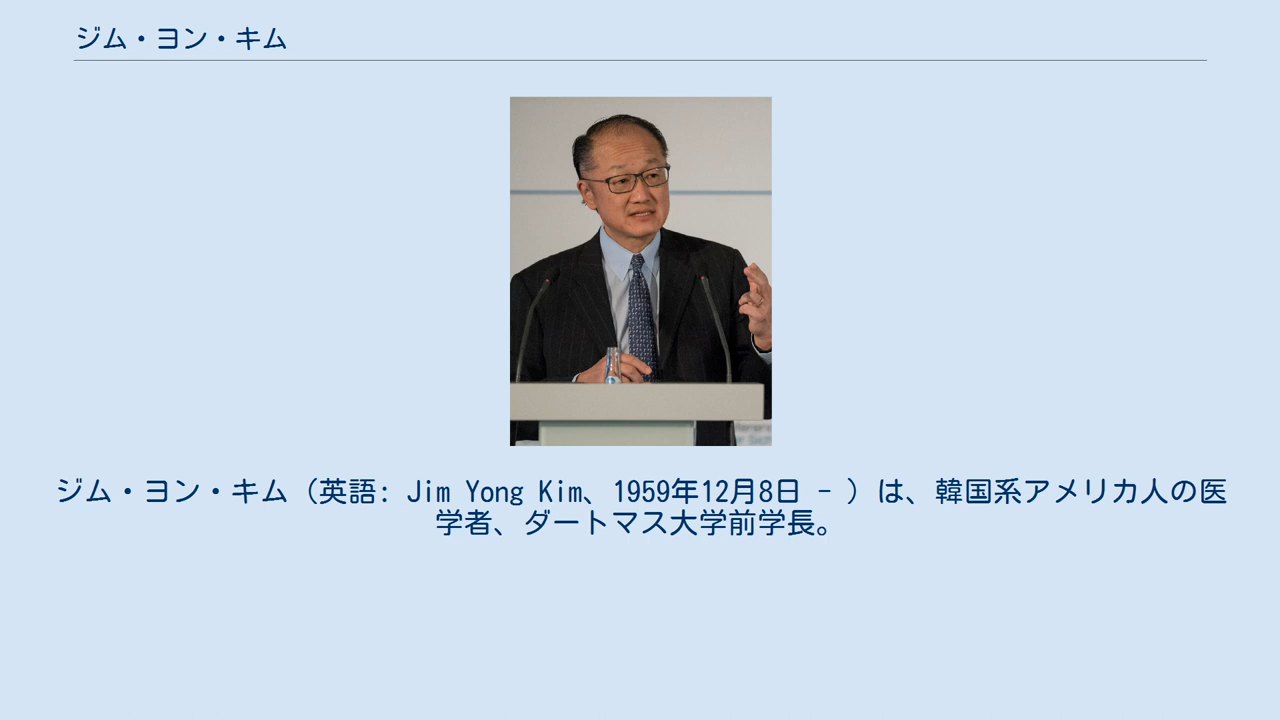 ジム・ヨン・キム
ジム・ヨン・キム（英語: Jim Yong Kim、1959年12月8日 - ）は、韓国系アメリカ人の医
学者、ダートマス大学前学長。